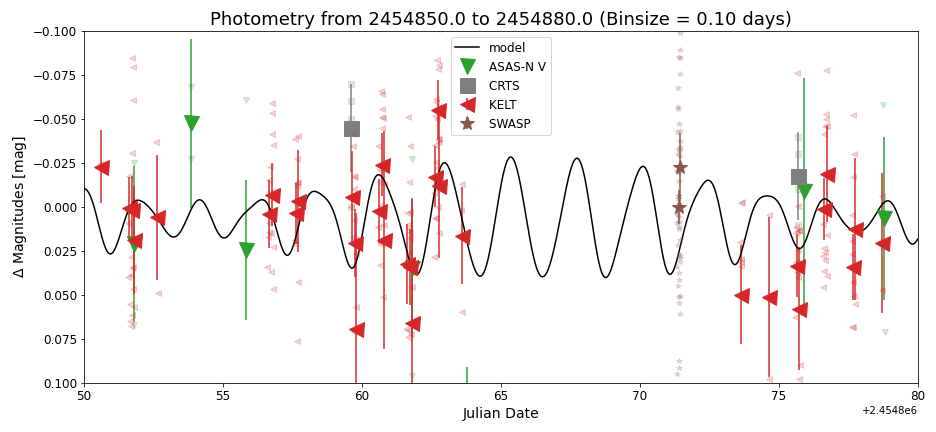 Photometry from 2454850.0 to 2454880.0 (Binsize = 0.10 days)
−0.100
−0.075
−0.050
−0.025
0.000
0.025
0.050
0.075
0.100
Δ Magnitudes [mag]
model
ASAS-N V
CRTS
KELT
SWASP
50 55 60 65 70 75 80
+2.4548e6
Julian Date